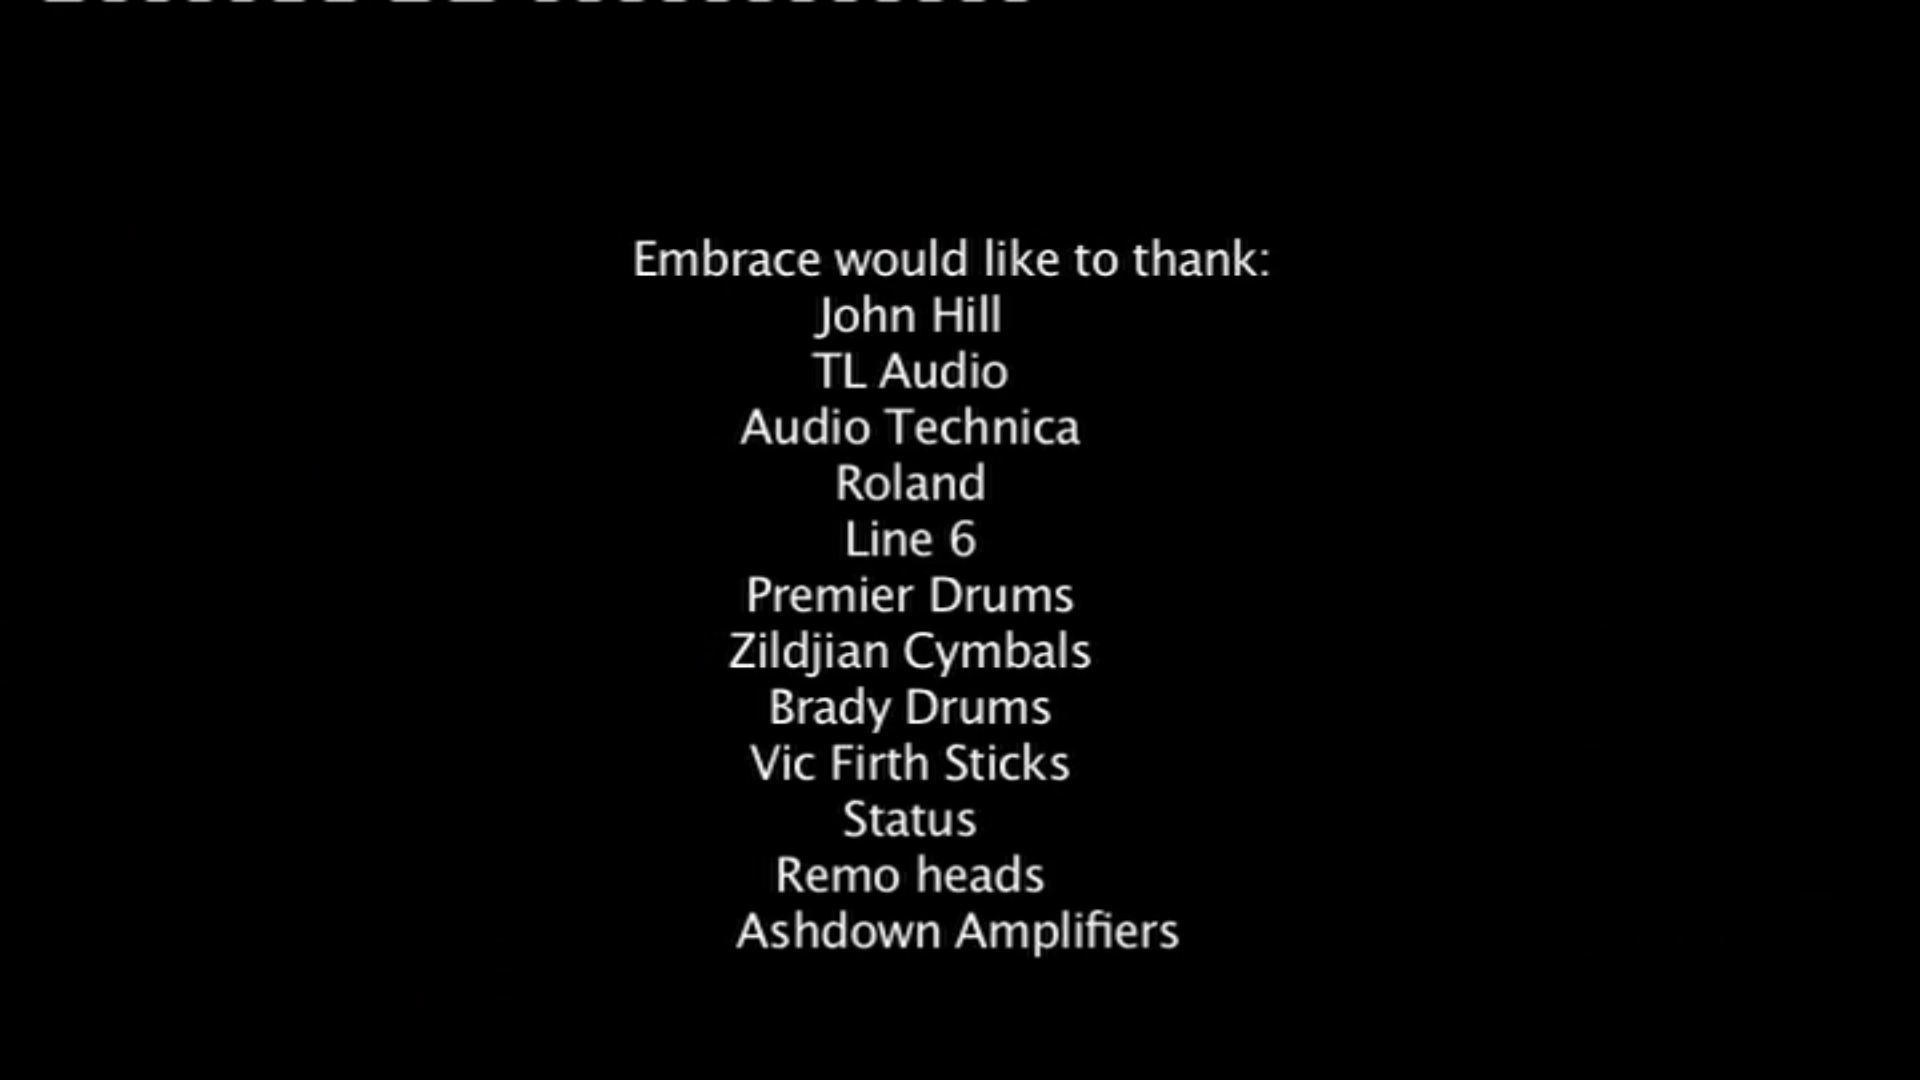 Embrace would like to thank:
John Hill
TL Audio
Audio Technica
Roland
Line 6
Premier Drums
Zildjian Cymbals
Brady Drums
Vic Firth Sticks
Status
Remo heads
Ashdown Amplifiers